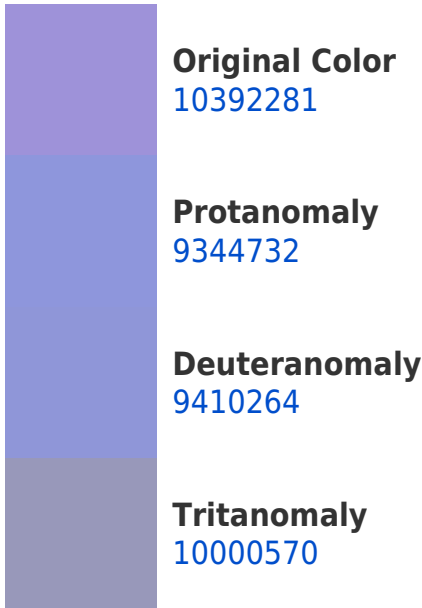 Original Color
10392281
Protanomaly
9344732
Deuteranomaly
9410264
Tritanomaly
10000570